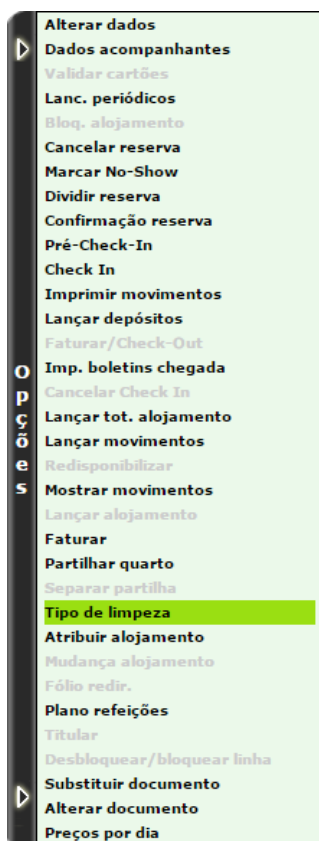 Alterar dados
Dados acompanhantes
Validar cartões
Lanc. periódicos
Bloq. alojamento
Cancelar reserva
Marcar No-Show
Dividir reserva
Confirmação reserva
Pré-Check-In
Check In
Imprimir movimentos
Lançar depósitos
Faturar/Check-Out
Imp. boletins chegada
Cancelar Check In
Lançar tot. alojamento
Lançar movimentos
Redisponibilizar
Mostrar movimentos
Lançar alojamento
Faturar
Partilhar quarto
Separar partilha
Tipo de limpeza
Atribuir alojamento
Mudança alojamento
Fólio redir.
Plano refeições
Titular
Desbloquear/bloquear linha
Substituir documento
Alterar documento
Preços por dia
Opções